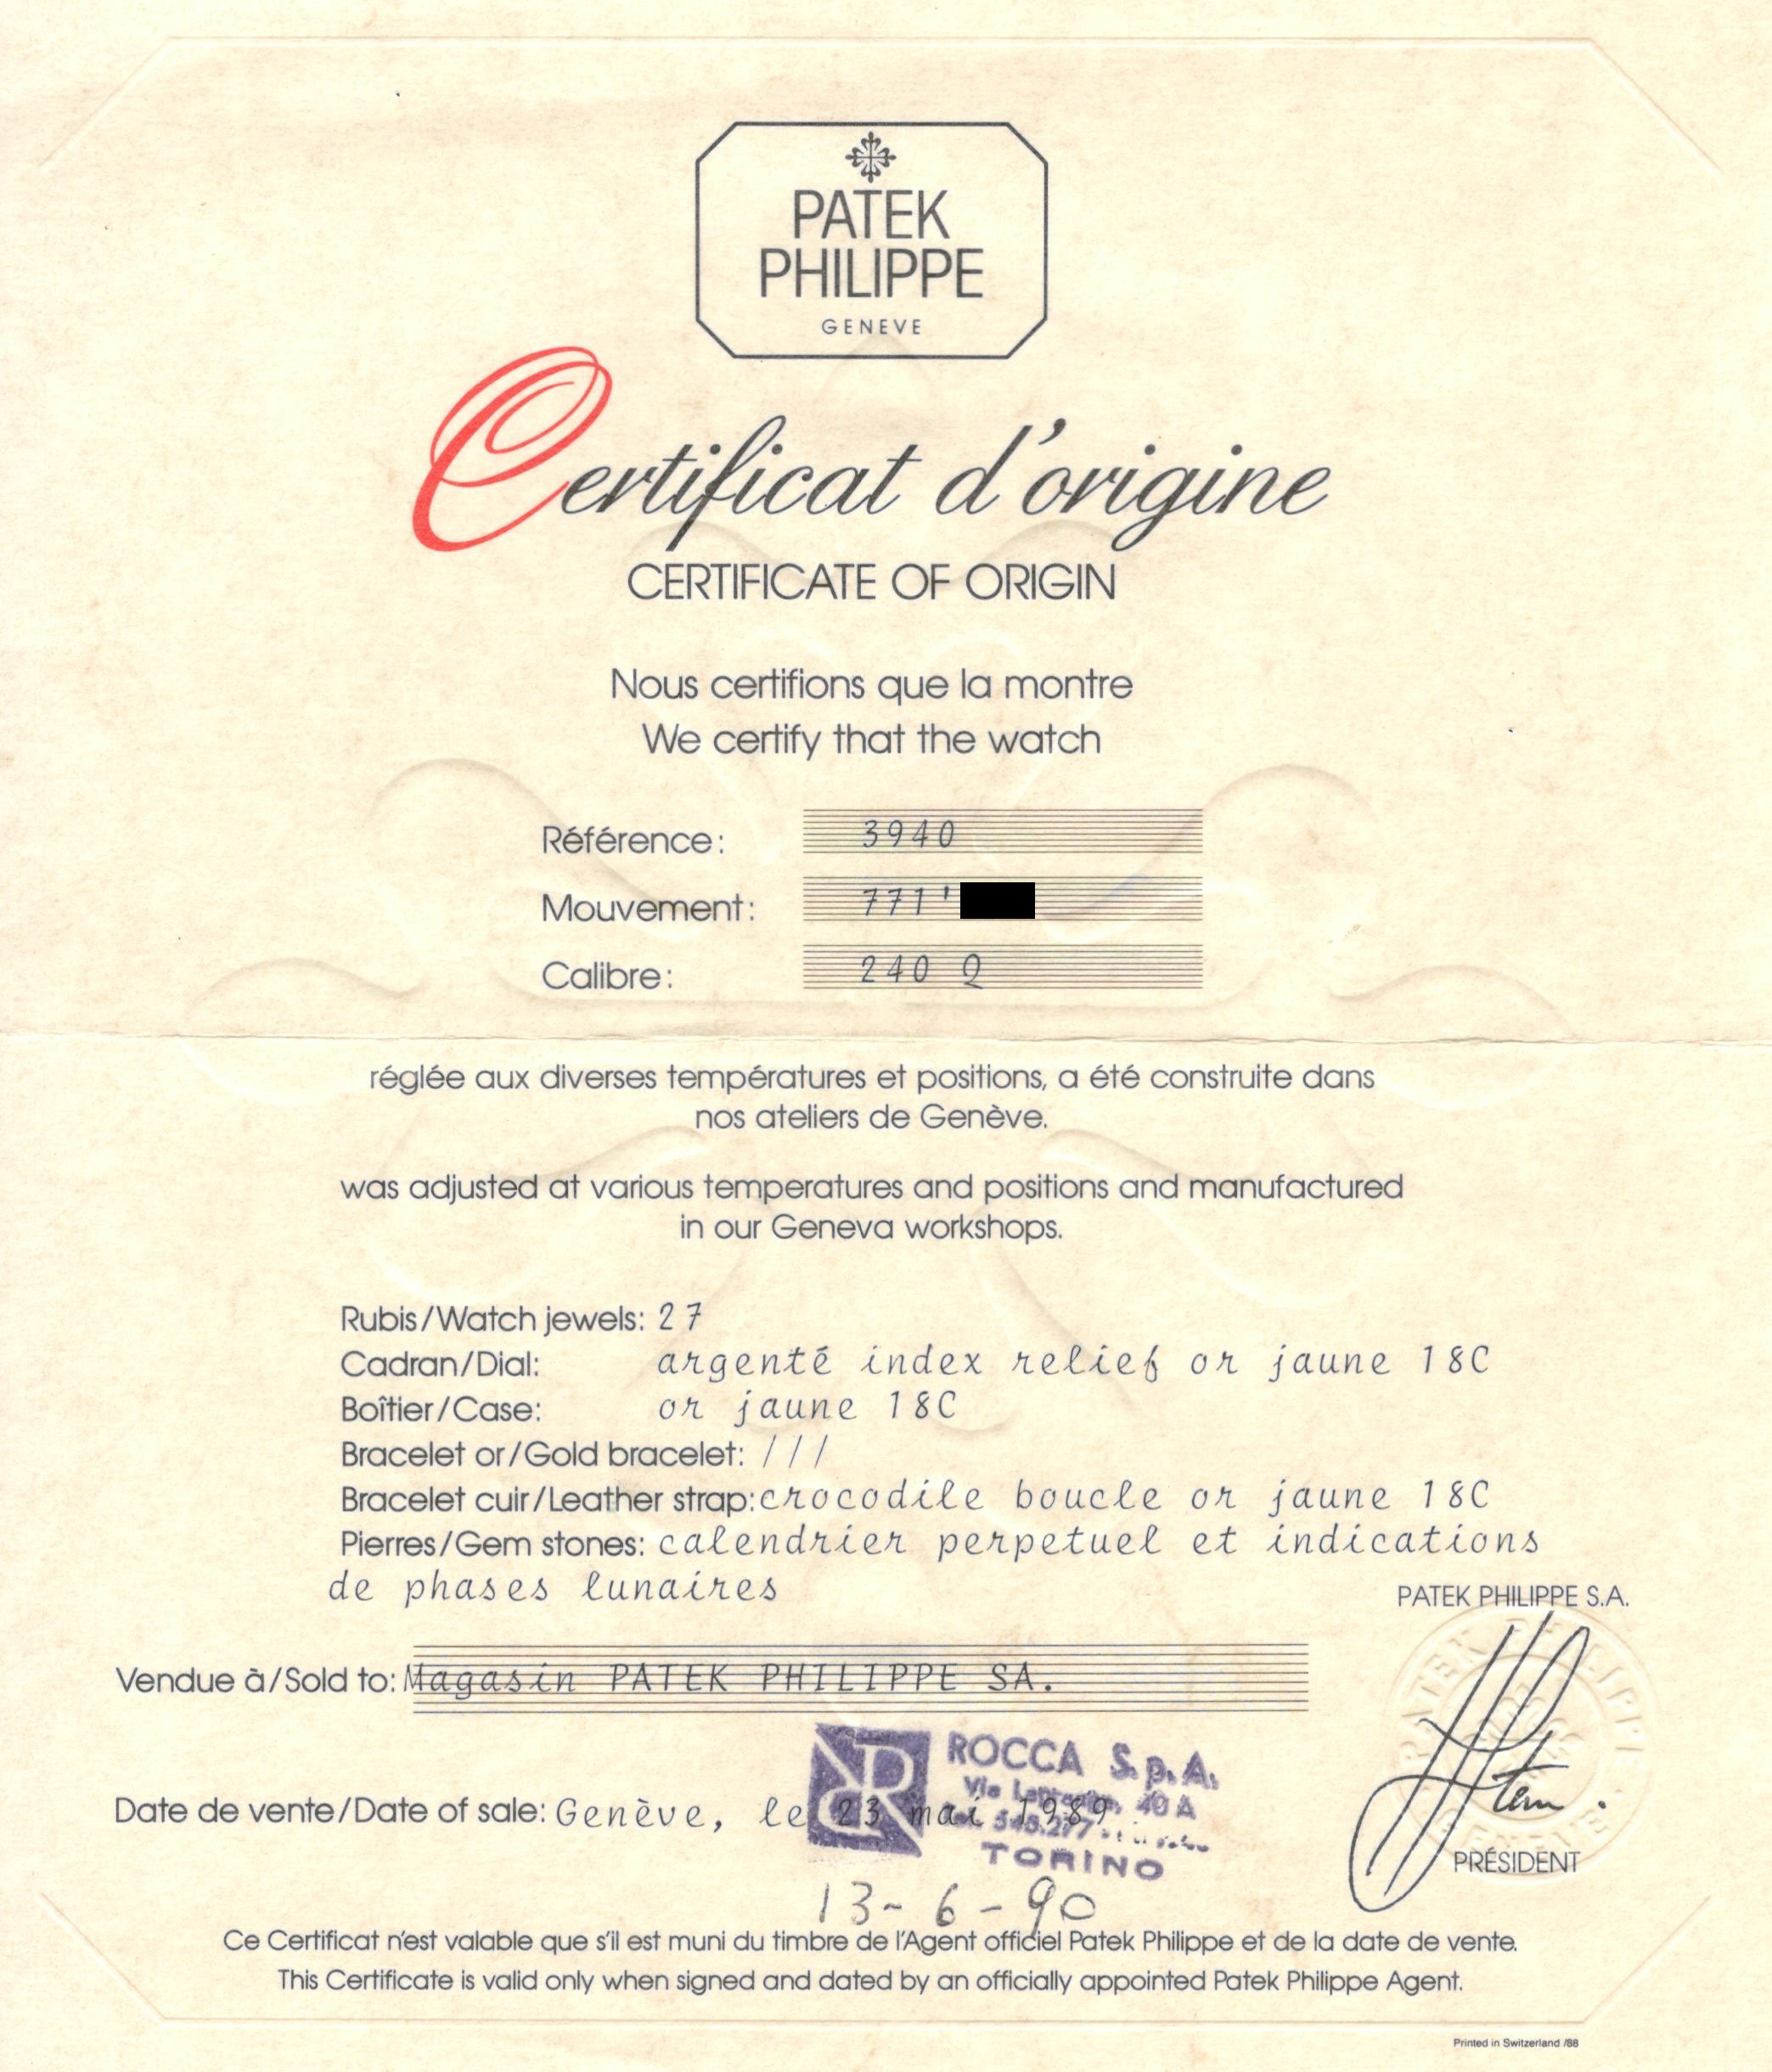 PATEK
PHILIPPE
GENEVE
Certificat d'origine
CERTIFICATE OF ORIGIN
Nous certifions que la montre
We certify that the watch
Référence: 3940
Mouvement: 771'
Calibre: 240 Q
réglée aux diverses températures et positions, a été construite dans
nos ateliers de Genève.
was adjusted at various temperatures and positions and manufactured
in our Geneva workshops.
Rubis/Watch jewels: 27
Cadran/Dial: argenté index relief or jaune 18C
Boîtier/Case: or jaune 18C
Bracelet or/Gold bracelet: ///
Bracelet cuir/Leather strap: crocodile boucle or jaune 18C
Pierres/Gem stones: calendrier perpetuel et indications
de phases lunaires
PATEK PHILIPPE S.A.
Vendue à/Sold to: Magasin PATEK PHILIPPE SA.
ROCCA S.p.A.
Via 40 A
Date de vente/Date of sale: Genève, le 23 mai 1989
TORINO
PRÉSIDENT
13-6-90
Ce Certificat n'est valable que s'il est muni du timbre de l'Agent officiel Patek Philippe et de la date de vente.
This Certificate is valid only when signed and dated by an officially appointed Patek Philippe Agent.
Printed in Switzerland /88